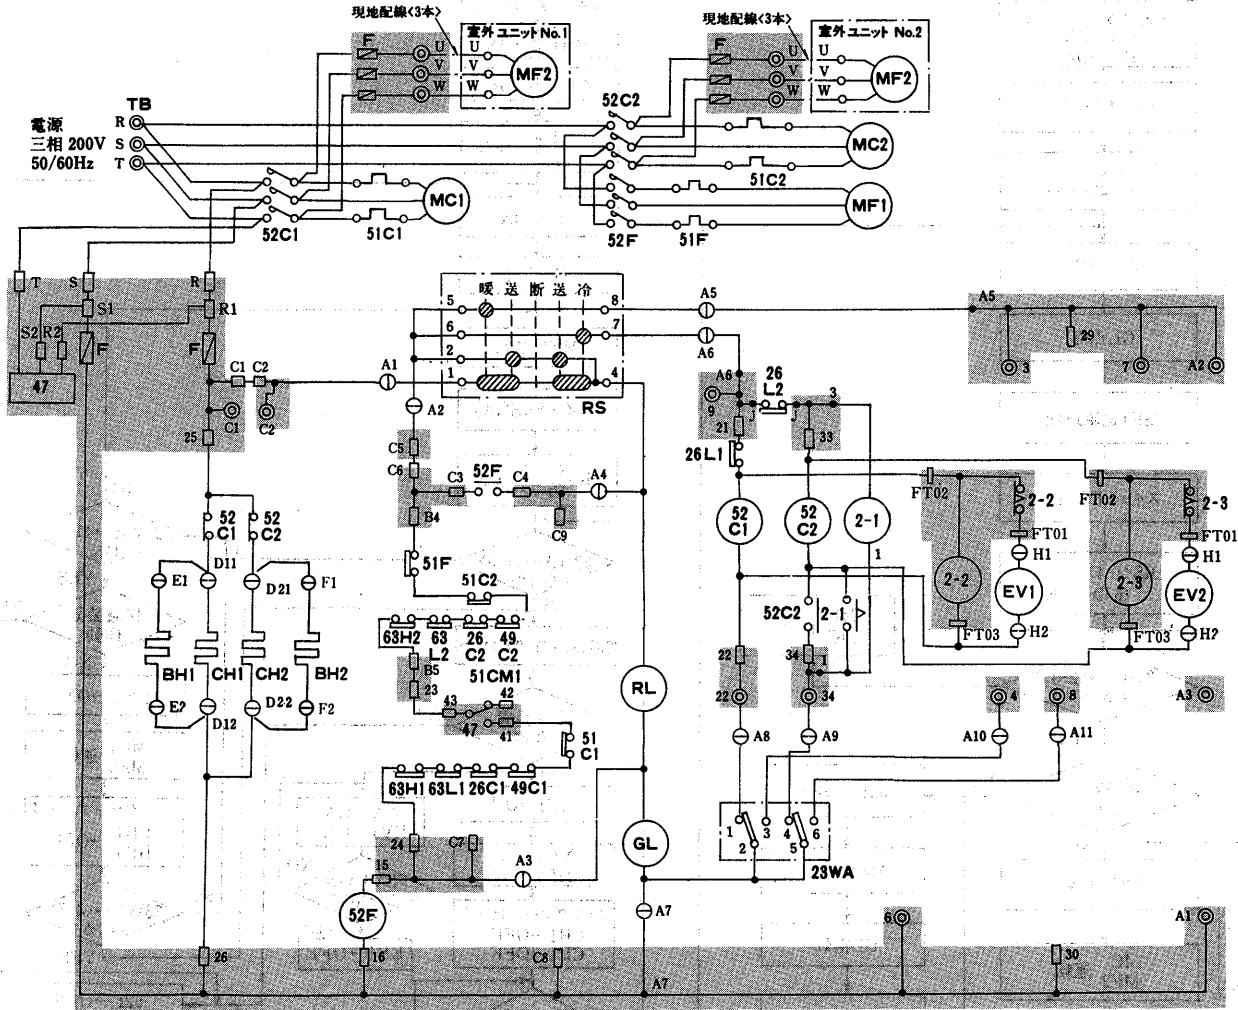 現地配線<3本>
現地配線<3本>
F
U
V
W
室外ユニット No.1
U
V
W
MF2
F
U
V
W
室外ユニット No.2
U
V
W
MF2
TB
電源
三相 200V
50/60Hz
R
S
T
52C2
MC2
51C2
MC1
52C1
51C1
MF1
52F
51F
T
S
R
S1
R1
S2
R2
F
F
47
C1
C2
C1
C2
25
A1
暖 送 断 送 冷
5
8
6
7
2
1
4
RS
A2
A5
A6
A5
29
3
7
A2
A6
9
26
L2
J
J
3
21
33
26L1
C5
C6
C3
52F
C4
A4
B4
C9
52
C1
52
C2
2-1
1
FT02
2-2
FT01
H1
2-2
EV1
H2
FT03
FT02
2-3
FT01
H1
2-3
EV2
H2
FT03
52
C1
52
C2
D11
E1
D21
F1
BH1
CH1
CH2
BH2
E2
D12
D22
F2
51F
51C2
63H2
63
L2
26
C2
49
C2
51CM1
B5
23
43
42
47
41
51
C1
63H1
63L1
26C1
49C1
52C2
2-1
22
34
1
22
34
4
8
A3
RL
A8
A9
A10
A11
24
C7
15
A3
GL
1
3
4
6
2
5
23WA
52F
A7
6
A1
26
16
C8
30
A7